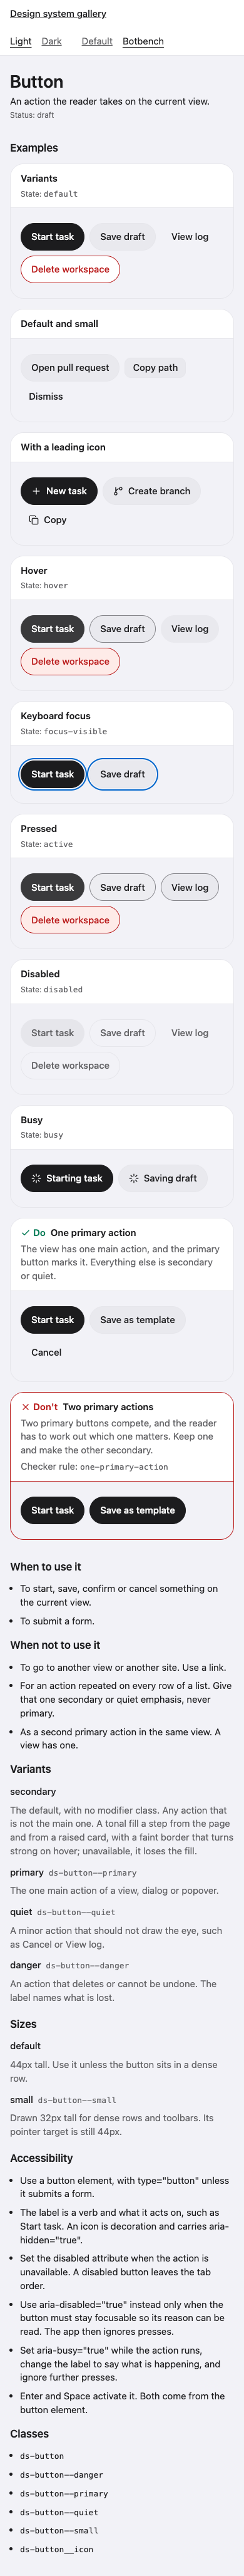 Design system gallery
Light Dark Default Botbench
Button
An action the reader takes on the current view.
Status: draft
Examples
Variants
State: default
Start task Save draft View log
Delete workspace
Default and small
Open pull request Copy path
Dismiss
With a leading icon
New task Create branch
Copy
Hover
State: hover
Start task Save draft View log
Delete workspace
Keyboard focus
State: focus-visible
Start task Save draft
Pressed
State: active
Start task Save draft View log
Delete workspace
Disabled
State: disabled
Start task Save draft View log
Delete workspace
Busy
State: busy
Starting task Saving draft
Do One primary action
The view has one main action, and the primary
button marks it. Everything else is secondary
or quiet.
Start task Save as template
Cancel
Don't Two primary actions
Two primary buttons compete, and the reader
has to work out which one matters. Keep one
and make the other secondary.
Checker rule: one-primary-action
Start task Save as template
When to use it
• To start, save, confirm or cancel something on
the current view.
• To submit a form.
When not to use it
• To go to another view or another site. Use a link.
• For an action repeated on every row of a list. Give
that one secondary or quiet emphasis, never
primary.
• As a second primary action in the same view. A
view has one.
Variants
secondary
The default, with no modifier class. Any action that
is not the main one. A tonal fill a step from the page
and from a raised card, with a faint border that turns
strong on hover; unavailable, it loses the fill.
primary ds-button--primary
The one main action of a view, dialog or popover.
quiet ds-button--quiet
A minor action that should not draw the eye, such
as Cancel or View log.
danger ds-button--danger
An action that deletes or cannot be undone. The
label names what is lost.
Sizes
default
44px tall. Use it unless the button sits in a dense
row.
small ds-button--small
Drawn 32px tall for dense rows and toolbars. Its
pointer target is still 44px.
Accessibility
• Use a button element, with type="button" unless
it submits a form.
• The label is a verb and what it acts on, such as
Start task. An icon is decoration and carries aria-
hidden="true".
• Set the disabled attribute when the action is
unavailable. A disabled button leaves the tab
order.
• Use aria-disabled="true" instead only when the
button must stay focusable so its reason can be
read. The app then ignores presses.
• Set aria-busy="true" while the action runs,
change the label to say what is happening, and
ignore further presses.
• Enter and Space activate it. Both come from the
button element.
Classes
• ds-button
• ds-button--danger
• ds-button--primary
• ds-button--quiet
• ds-button--small
• ds-button__icon